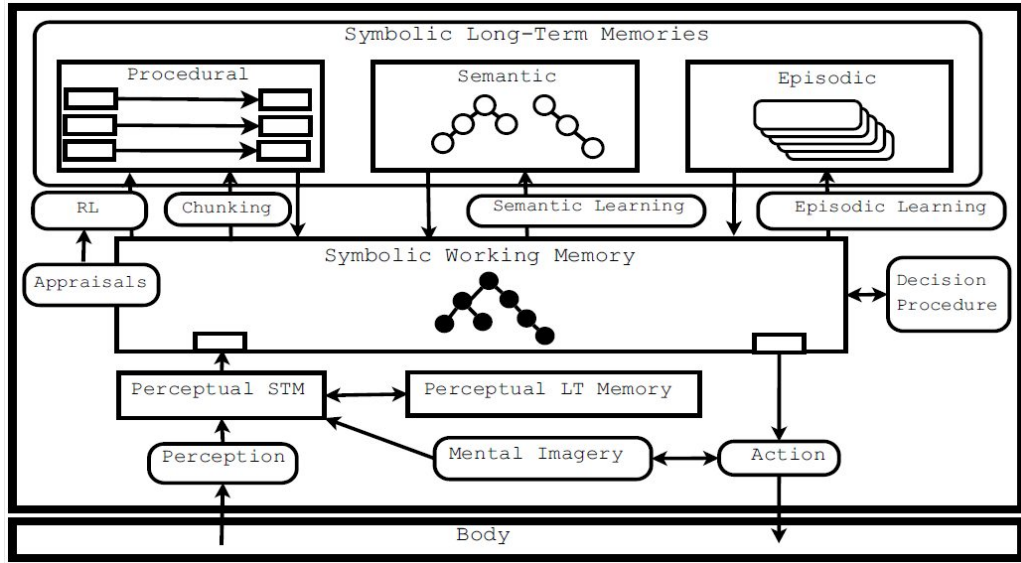 Symbolic Long-Term Memories
Procedural
Semantic
Episodic
RL
Chunking
Semantic Learning
Episodic Learning
Appraisals
Symbolic Working Memory
Decision
Procedure
Perceptual STM
Perceptual LT Memory
Perception
Mental Imagery
Action
Body